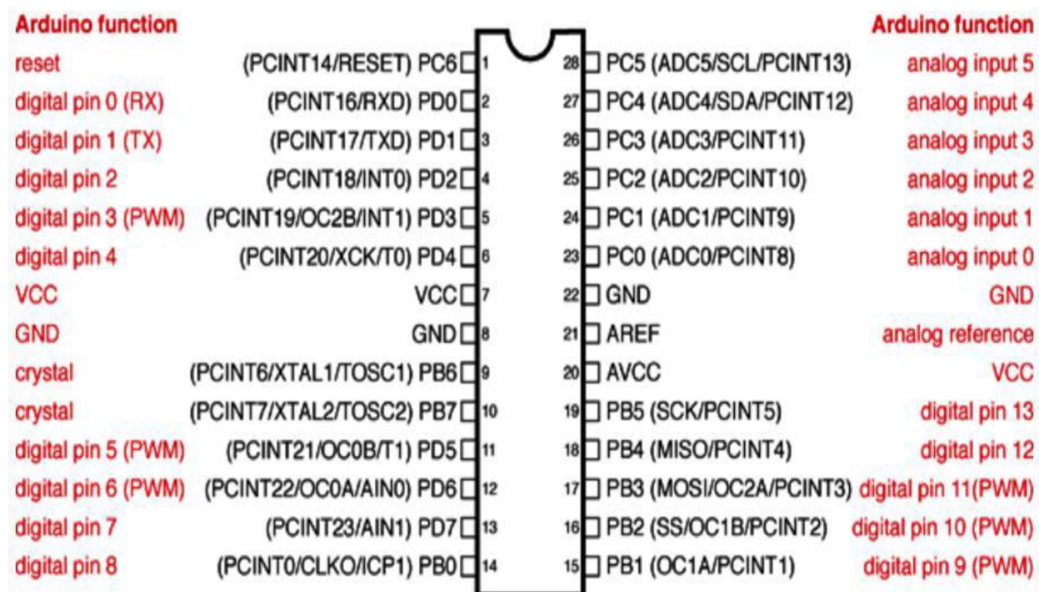 Arduino function Arduino function
reset (PCINT14/RESET) PC6 1 28 PC5 (ADC5/SCL/PCINT13) analog input 5
digital pin 0 (RX) (PCINT16/RXD) PD0 2 27 PC4 (ADC4/SDA/PCINT12) analog input 4
digital pin 1 (TX) (PCINT17/TXD) PD1 3 26 PC3 (ADC3/PCINT11) analog input 3
digital pin 2 (PCINT18/INT0) PD2 4 25 PC2 (ADC2/PCINT10) analog input 2
digital pin 3 (PWM) (PCINT19/OC2B/INT1) PD3 5 24 PC1 (ADC1/PCINT9) analog input 1
digital pin 4 (PCINT20/XCK/T0) PD4 6 23 PC0 (ADC0/PCINT8) analog input 0
VCC VCC 7 22 GND GND
GND GND 8 21 AREF analog reference
crystal (PCINT6/XTAL1/TOSC1) PB6 9 20 AVCC VCC
crystal (PCINT7/XTAL2/TOSC2) PB7 10 19 PB5 (SCK/PCINT5) digital pin 13
digital pin 5 (PWM) (PCINT21/OC0B/T1) PD5 11 18 PB4 (MISO/PCINT4) digital pin 12
digital pin 6 (PWM) (PCINT22/OC0A/AIN0) PD6 12 17 PB3 (MOSI/OC2A/PCINT3) digital pin 11(PWM)
digital pin 7 (PCINT23/AIN1) PD7 13 16 PB2 (SS/OC1B/PCINT2) digital pin 10 (PWM)
digital pin 8 (PCINT0/CLKO/ICP1) PB0 14 15 PB1 (OC1A/PCINT1) digital pin 9 (PWM)